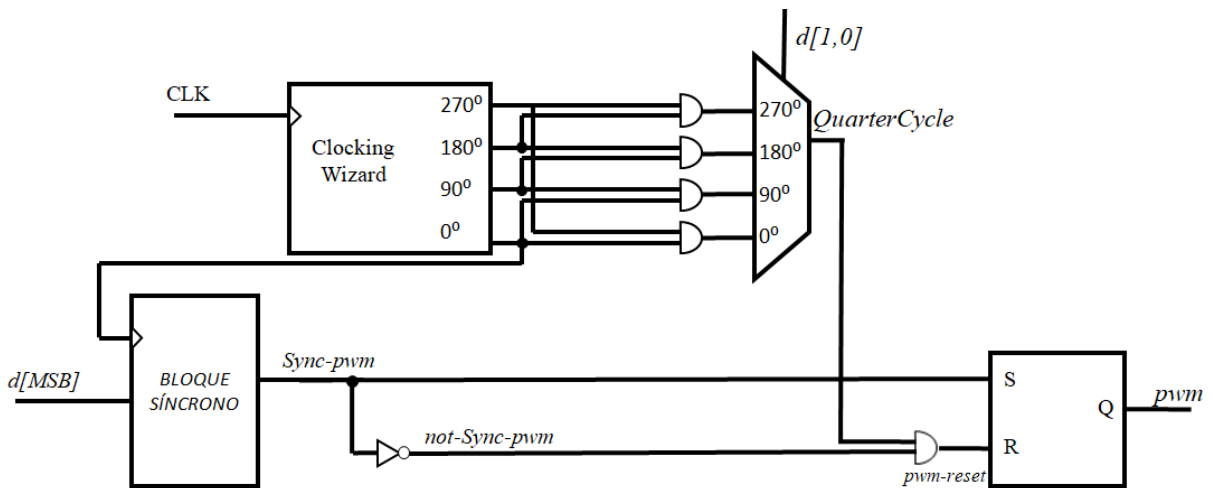 d[1,0]
CLK
Clocking
Wizard
270º
180º
90º
0º
270º
180º
90º
0º
QuarterCycle
d[MSB]
BLOQUE
SÍNCRONO
Sync-pwm
not-Sync-pwm
pwm-reset
S
R
Q
pwm